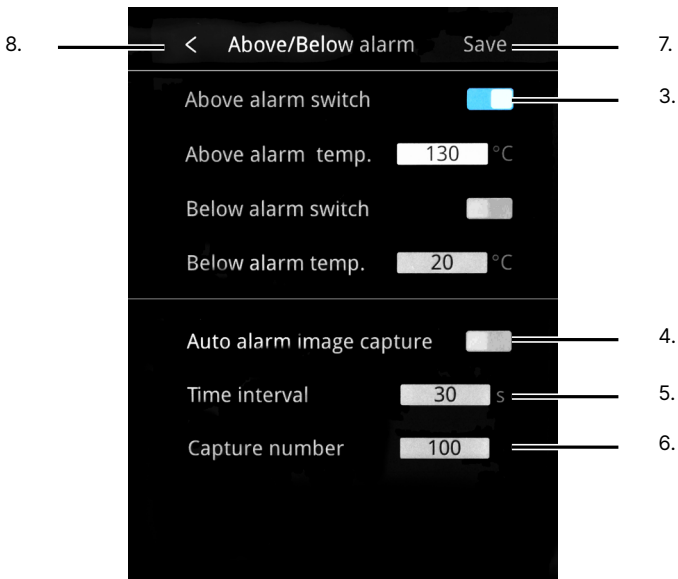 8. < Above/Below alarm Save 7.
Above alarm switch 3.
Above alarm temp. 130 °C
Below alarm switch
Below alarm temp. 20 °C
Auto alarm image capture 4.
Time interval 30 s 5.
Capture number 100 6.